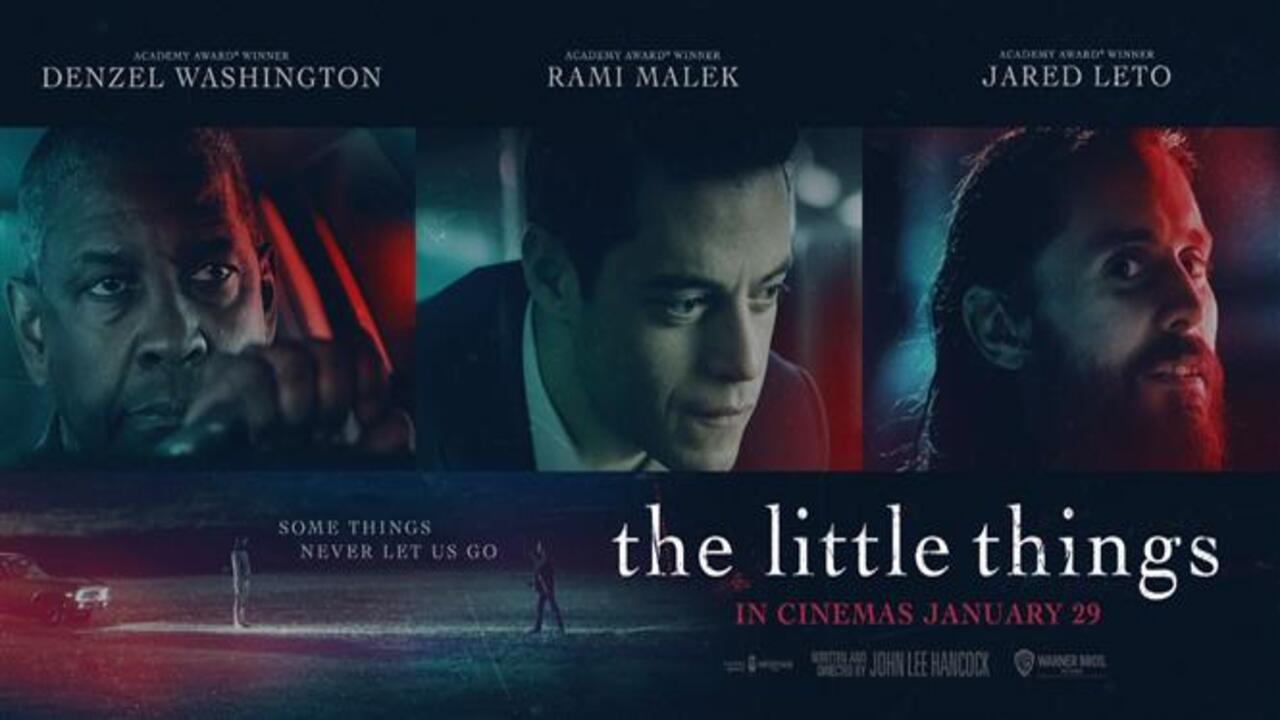 ACADEMY AWARD® WINNER
DENZEL WASHINGTON
ACADEMY AWARD® WINNER
RAMI MALEK
ACADEMY AWARD® WINNER
JARED LETO
SOME THINGS
NEVER LET US GO
the little things
IN CINEMAS JANUARY 29
WRITTEN AND
DIRECTED BY JOHN LEE HANCOCK
WARNER BROS.